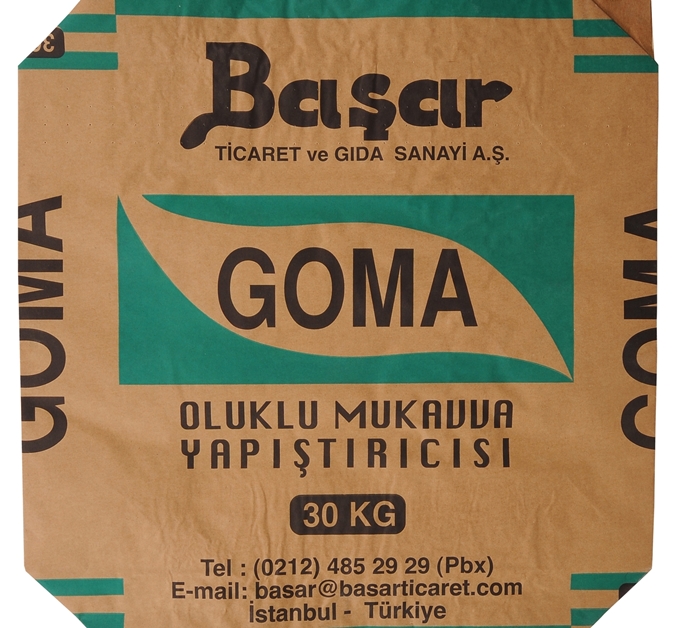 Başar
TİCARET ve GIDA SANAYİ A.Ş.
GOMA
GOMA
GOMA
OLUKLU MUKAVVA
YAPIŞTIRICISI
30 KG
Tel : (0212) 485 29 29 (Pbx)
E-mail: basar@basarticaret.com
İstanbul - Türkiye